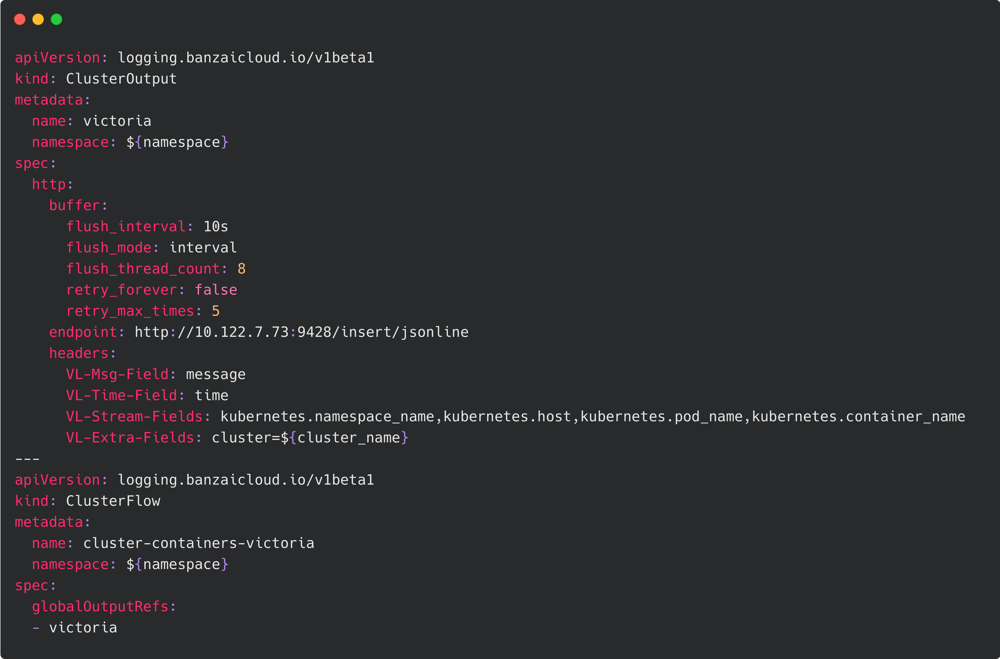 apiVersion: logging.banzaicloud.io/v1beta1
kind: ClusterOutput
metadata:
  name: victoria
  namespace: ${namespace}
spec:
  http:
    buffer:
      flush_interval: 10s
      flush_mode: interval
      flush_thread_count: 8
      retry_forever: false
      retry_max_times: 5
    endpoint: http://10.122.7.73:9428/insert/jsonline
    headers:
      VL-Msg-Field: message
      VL-Time-Field: time
      VL-Stream-Fields: kubernetes.namespace_name,kubernetes.host,kubernetes.pod_name,kubernetes.container_name
      VL-Extra-Fields: cluster=${cluster_name}
---
apiVersion: logging.banzaicloud.io/v1beta1
kind: ClusterFlow
metadata:
  name: cluster-containers-victoria
  namespace: ${namespace}
spec:
  globalOutputRefs:
  - victoria